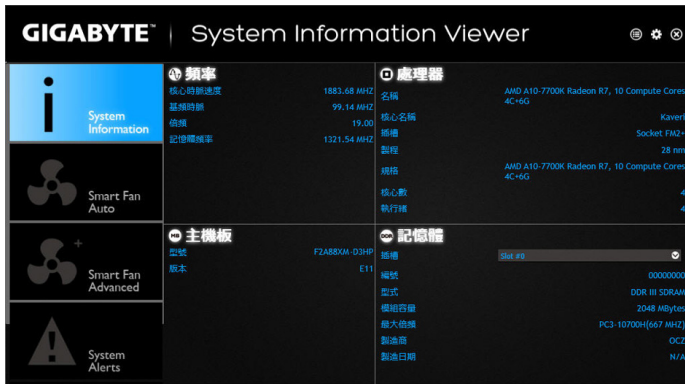 GIGABYTE™ | System Information Viewer
System
Information
Smart Fan
Auto
Smart Fan
Advanced
System
Alerts
頻率
核心時脈速度 1883.68 MHZ
基頻時脈 99.14 MHZ
倍頻 19.00
記憶體頻率 1321.54 MHZ
處理器
名稱 AMD A10-7700K Radeon R7, 10 Compute Cores
4C+6G
核心名稱 Kaveri
插槽 Socket FM2+
製程 28 nm
規格 AMD A10-7700K Radeon R7, 10 Compute Cores
4C+6G
核心數 4
執行緒 4
MB 主機板
型號 F2A88XM-D3HP
版本 E11
DDR 記憶體
插槽 Slot #0
編號 00000000
型式 DDR III SDRAM
模組容量 2048 MBytes
最大倍頻 PC3-10700H(667 MHZ)
製造商 OCZ
製造日期 N/A